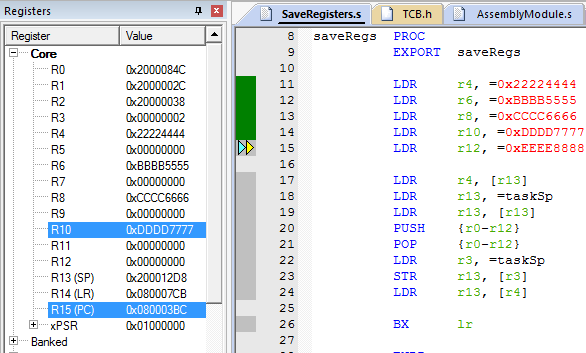 Registers
Register Value
Core
R0 0x2000084C
R1 0x2000002C
R2 0x20000038
R3 0x00000002
R4 0x22224444
R5 0x00000000
R6 0xBBBB5555
R7 0x00000000
R8 0xCCCC6666
R9 0x00000000
R10 0xDDDD7777
R11 0x00000000
R12 0x00000000
R13 (SP) 0x200012D8
R14 (LR) 0x080007CB
R15 (PC) 0x080003BC
xPSR 0x01000000
Banked
SaveRegisters.s TCB.h AssemblyModule.s
8 saveRegs PROC
9 EXPORT saveRegs
10
11 LDR r4, =0x22224444
12 LDR r6, =0xBBBB5555
13 LDR r8, =0xCCCC6666
14 LDR r10, =0xDDDD7777
15 LDR r12, =0xEEEE8888
16
17 LDR r4, [r13]
18 LDR r13, =taskSp
19 LDR r13, [r13]
20 PUSH {r0-r12}
21 POP {r0-r12}
22 LDR r3, =taskSp
23 STR r13, [r3]
24 LDR r13, [r4]
25
26 BX lr